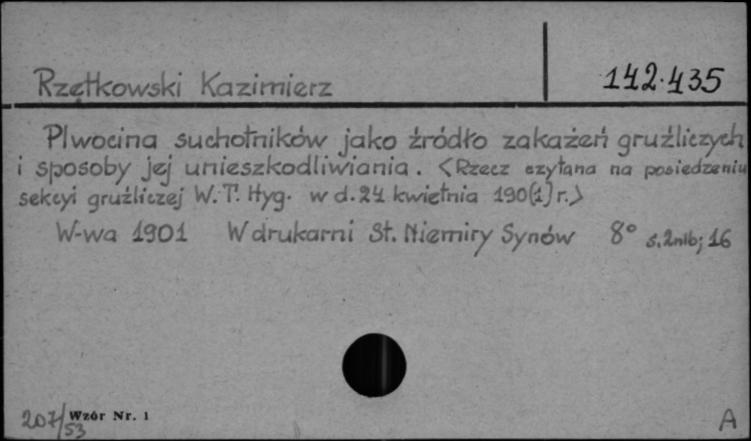 Rzętkowski Kazimierz
142.435
Plwocina suchotników jako źródło zakażeń gruźliczych
i sposoby jej unieszkodliwiania. <Rzecz czytana na posiedzeniu
sekcyi gruźliczej W.T. Hyg. w d. 24 kwietnia 190(1) r.>
W-wa 1901 W drukarni St. Niemiry Synów 8° s. 2nlb; 16
207/53 Wzór Nr. 1
A